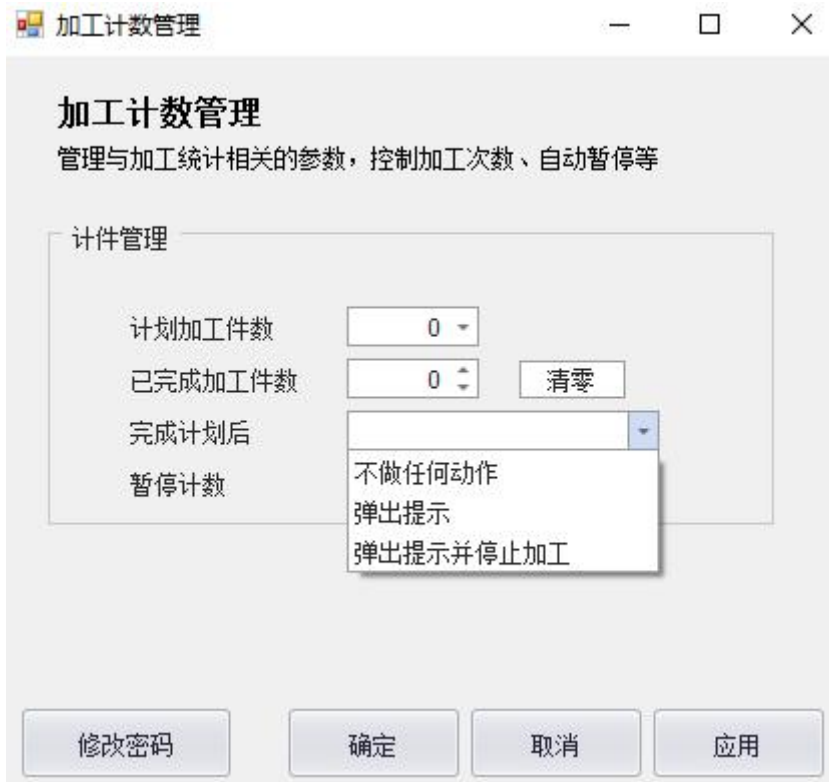 加工计数管理
加工计数管理
管理与加工统计相关的参数，控制加工次数、自动暂停等
计件管理
计划加工件数 0
已完成加工件数 0 清零
完成计划后
不做任何动作
暂停计数
弹出提示
弹出提示并停止加工
修改密码 确定 取消 应用